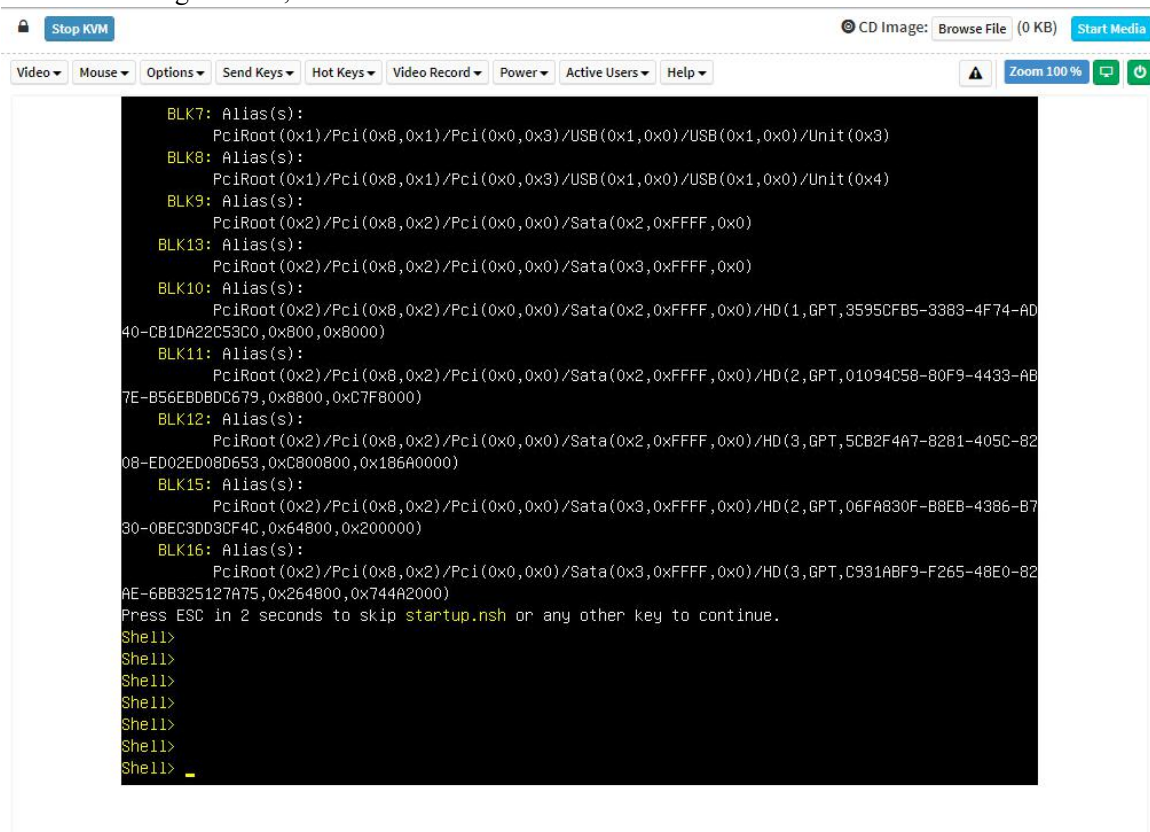 Stop KVM
CD Image: Browse File (0 KB) Start Media
Video Mouse Options Send Keys Hot Keys Video Record Power Active Users Help Zoom 100 %
BLK7: Alias(s):
PciRoot(0x1)/Pci(0x8,0x1)/Pci(0x0,0x3)/USB(0x1,0x0)/USB(0x1,0x0)/Unit(0x3)
BLK8: Alias(s):
PciRoot(0x1)/Pci(0x8,0x1)/Pci(0x0,0x3)/USB(0x1,0x0)/USB(0x1,0x0)/Unit(0x4)
BLK9: Alias(s):
PciRoot(0x2)/Pci(0x8,0x2)/Pci(0x0,0x0)/Sata(0x2,0xFFFF,0x0)
BLK13: Alias(s):
PciRoot(0x2)/Pci(0x8,0x2)/Pci(0x0,0x0)/Sata(0x3,0xFFFF,0x0)
BLK10: Alias(s):
PciRoot(0x2)/Pci(0x8,0x2)/Pci(0x0,0x0)/Sata(0x2,0xFFFF,0x0)/HD(1,GPT,3595CFB5-3383-4F74-AD
40-CB1DA22C53C0,0x800,0x8000)
BLK11: Alias(s):
PciRoot(0x2)/Pci(0x8,0x2)/Pci(0x0,0x0)/Sata(0x2,0xFFFF,0x0)/HD(2,GPT,01094C58-80F9-4433-AB
7E-B56EBDBDC679,0x8800,0xC7F8000)
BLK12: Alias(s):
PciRoot(0x2)/Pci(0x8,0x2)/Pci(0x0,0x0)/Sata(0x2,0xFFFF,0x0)/HD(3,GPT,5CB2F4A7-8281-405C-82
08-ED02ED08D653,0xC800800,0x186A0000)
BLK15: Alias(s):
PciRoot(0x2)/Pci(0x8,0x2)/Pci(0x0,0x0)/Sata(0x3,0xFFFF,0x0)/HD(2,GPT,06FA830F-B8EB-4386-B7
30-0BEC3DD3CF4C,0x64800,0x200000)
BLK16: Alias(s):
PciRoot(0x2)/Pci(0x8,0x2)/Pci(0x0,0x0)/Sata(0x3,0xFFFF,0x0)/HD(3,GPT,C931ABF9-F265-48E0-82
AE-6BB325127A75,0x264800,0x744A2000)
Press ESC in 2 seconds to skip startup.nsh or any other key to continue.
Shell>
Shell>
Shell>
Shell>
Shell>
Shell>
Shell> _